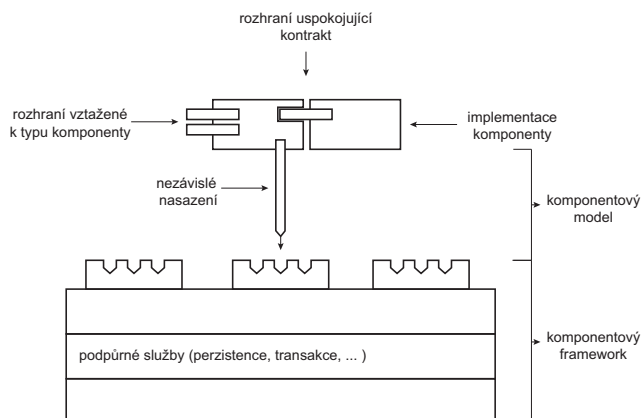 rozhraní uspokojující
kontrakt
rozhraní vztažené
k typu komponenty
implementace
komponenty
nezávislé
nasazení
komponentový
model
podpůrné služby (perzistence, transakce, ... )
komponentový
framework